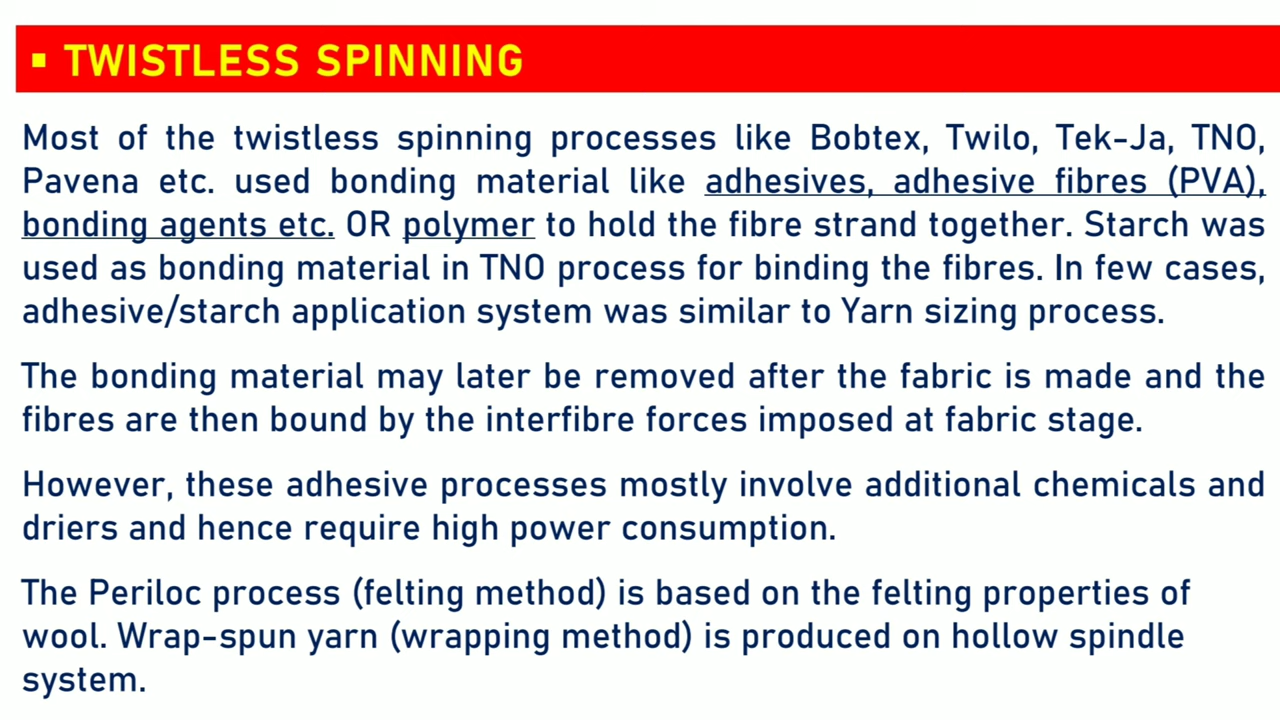 ▪ TWISTLESS SPINNING
Most of the twistless spinning processes like Bobtex, Twilo, Tek-Ja, TNO,
Pavena etc. used bonding material like adhesives, adhesive fibres (PVA),
bonding agents etc. OR polymer to hold the fibre strand together. Starch was
used as bonding material in TNO process for binding the fibres. In few cases,
adhesive/starch application system was similar to Yarn sizing process.
The bonding material may later be removed after the fabric is made and the
fibres are then bound by the interfibre forces imposed at fabric stage.
However, these adhesive processes mostly involve additional chemicals and
driers and hence require high power consumption.
The Periloc process (felting method) is based on the felting properties of
wool. Wrap-spun yarn (wrapping method) is produced on hollow spindle
system.